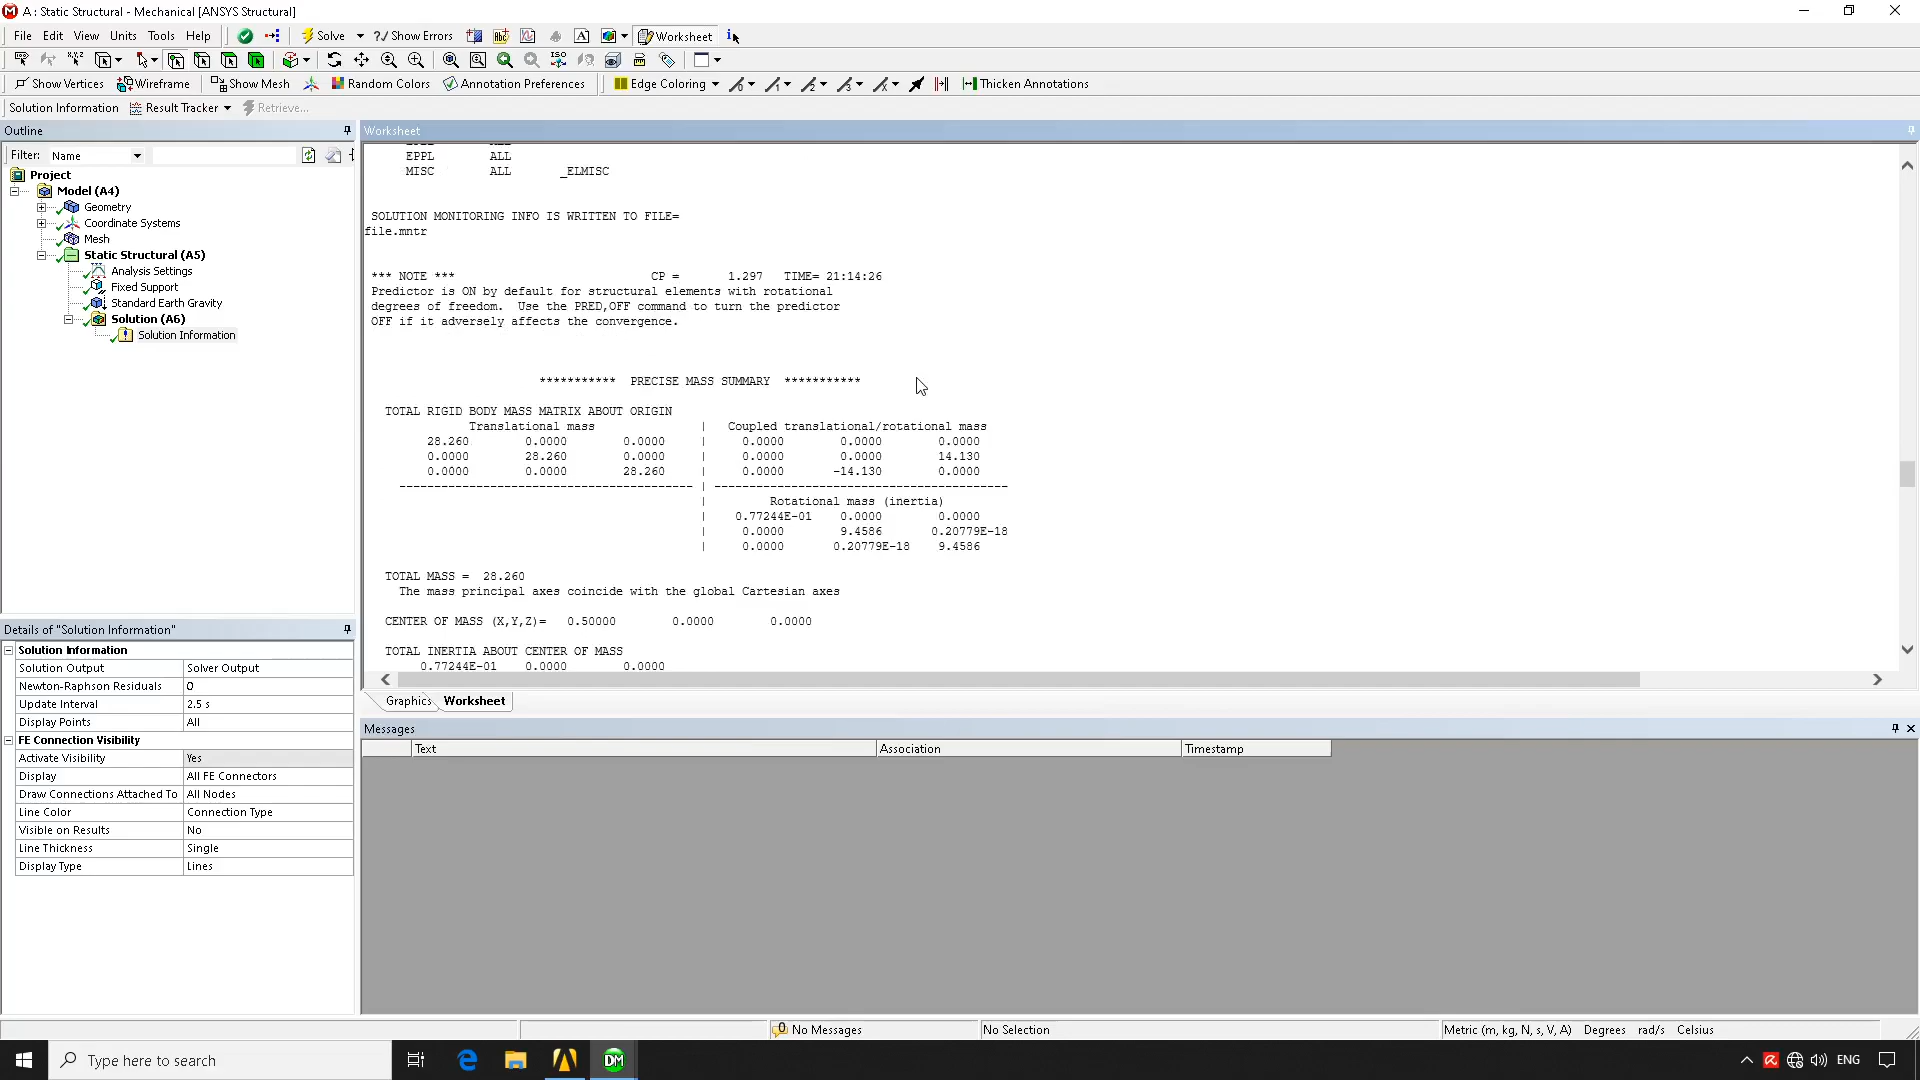 A : Static Structural - Mechanical [ANSYS Structural]
File Edit View Units Tools Help Solve ?/ Show Errors Worksheet
Show Vertices Wireframe Show Mesh Random Colors Annotation Preferences Edge Coloring Thicken Annotations
Solution Information Result Tracker Retrieve...
Outline
Filter: Name
Project
Model (A4)
Geometry
Coordinate Systems
Mesh
Static Structural (A5)
Analysis Settings
Fixed Support
Standard Earth Gravity
Solution (A6)
Solution Information
Details of "Solution Information"
Solution Information
Solution Output Solver Output
Newton-Raphson Residuals 0
Update Interval 2.5 s
Display Points All
FE Connection Visibility
Activate Visibility Yes
Display All FE Connectors
Draw Connections Attached To All Nodes
Line Color Connection Type
Visible on Results No
Line Thickness Single
Display Type Lines
Worksheet
EPPL ALL
MISC ALL _ELMISC
SOLUTION MONITORING INFO IS WRITTEN TO FILE=
file.mntr
*** NOTE *** CP = 1.297 TIME= 21:14:26
Predictor is ON by default for structural elements with rotational
degrees of freedom. Use the PRED,OFF command to turn the predictor
OFF if it adversely affects the convergence.
*********** PRECISE MASS SUMMARY ***********
TOTAL RIGID BODY MASS MATRIX ABOUT ORIGIN
Translational mass | Coupled translational/rotational mass
28.260 0.0000 0.0000 | 0.0000 0.0000 0.0000
0.0000 28.260 0.0000 | 0.0000 0.0000 14.130
0.0000 0.0000 28.260 | 0.0000 -14.130 0.0000
------------------------------------------ | ------------------------------------------
| Rotational mass (inertia)
| 0.77244E-01 0.0000 0.0000
| 0.0000 9.4586 0.20779E-18
| 0.0000 0.20779E-18 9.4586
TOTAL MASS = 28.260
The mass principal axes coincide with the global Cartesian axes
CENTER OF MASS (X,Y,Z)= 0.50000 0.0000 0.0000
TOTAL INERTIA ABOUT CENTER OF MASS
0.77244E-01 0.0000 0.0000
Graphics Worksheet
Messages
Text Association Timestamp
0 No Messages No Selection Metric (m, kg, N, s, V, A) Degrees rad/s Celsius
Type here to search DM ENG